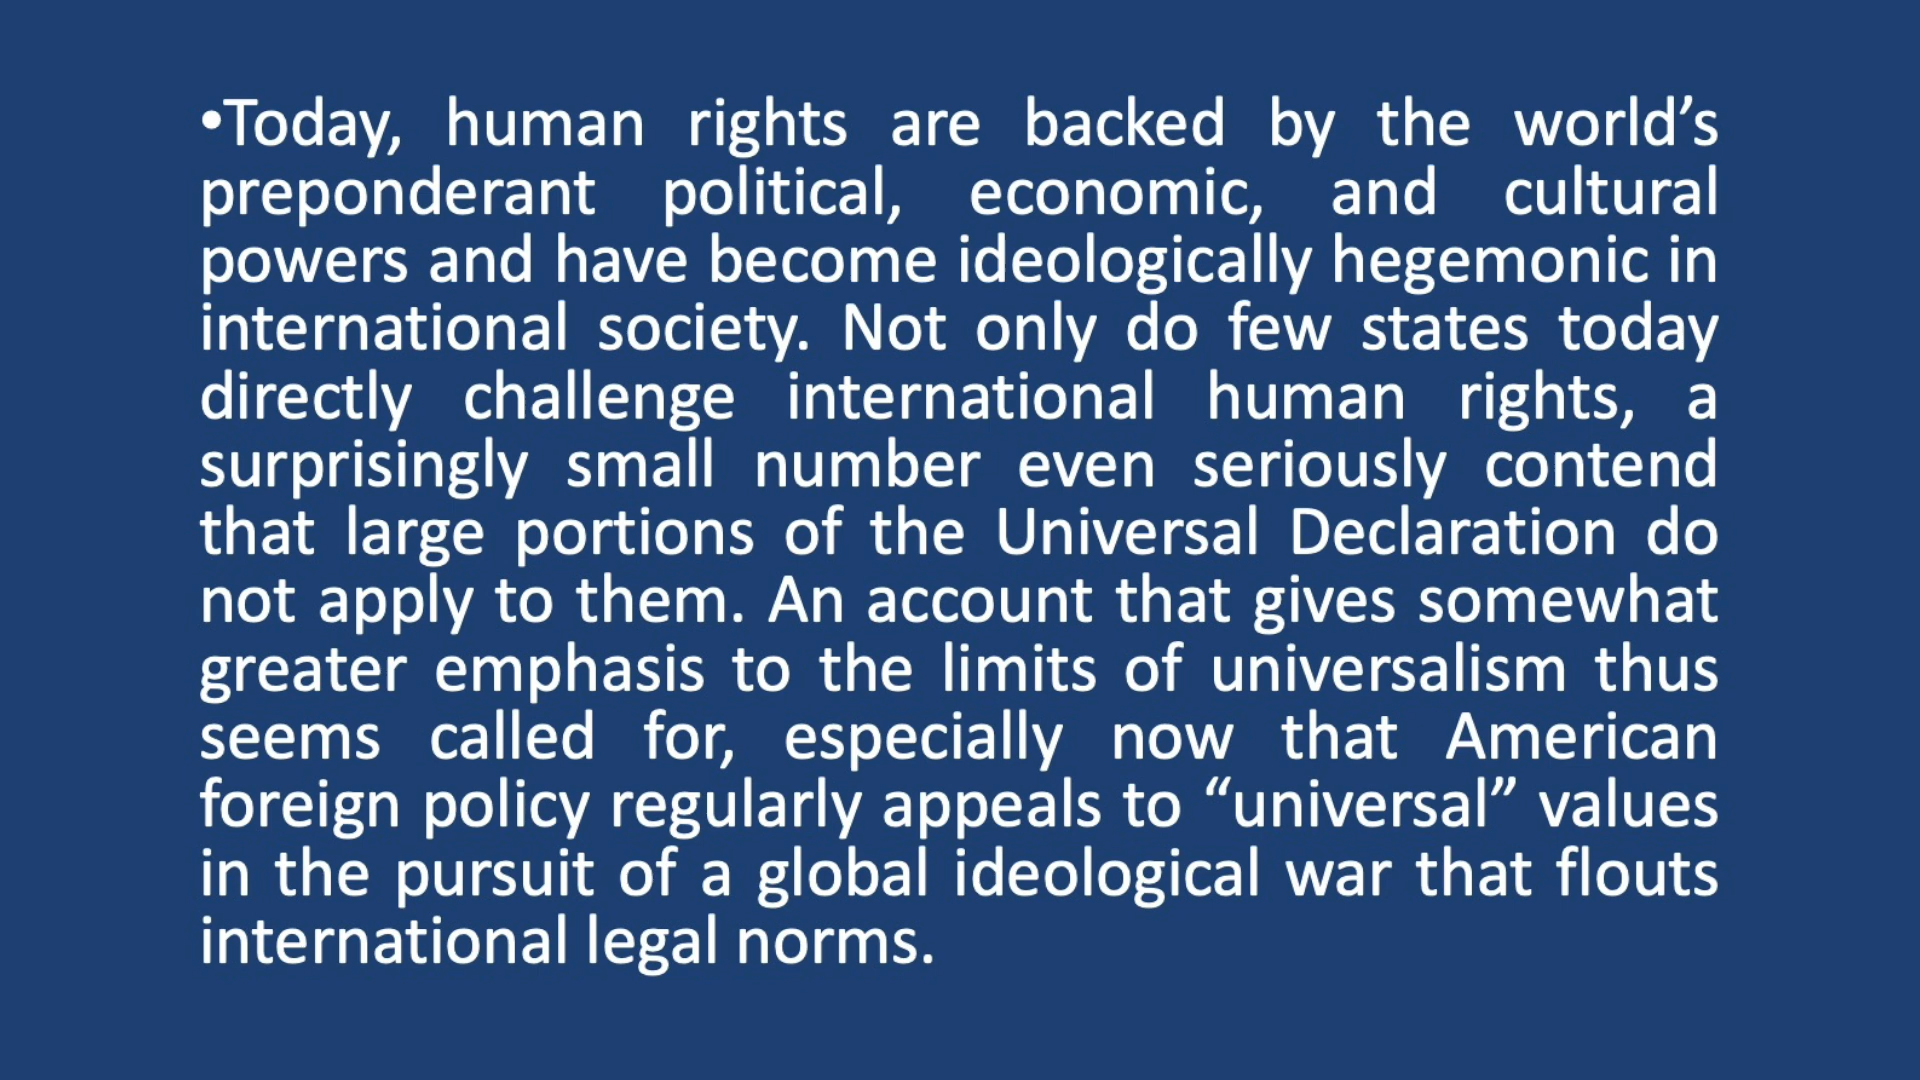 •Today, human rights are backed by the world’s
preponderant political, economic, and cultural
powers and have become ideologically hegemonic in
international society. Not only do few states today
directly challenge international human rights, a
surprisingly small number even seriously contend
that large portions of the Universal Declaration do
not apply to them. An account that gives somewhat
greater emphasis to the limits of universalism thus
seems called for, especially now that American
foreign policy regularly appeals to “universal” values
in the pursuit of a global ideological war that flouts
international legal norms.